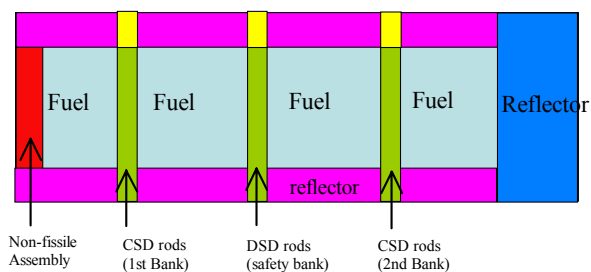 Fuel
Fuel
Fuel
Fuel
Reflector
reflector
Non-fissile
Assembly
CSD rods
(1st Bank)
DSD rods
(safety bank)
CSD rods
(2nd Bank)